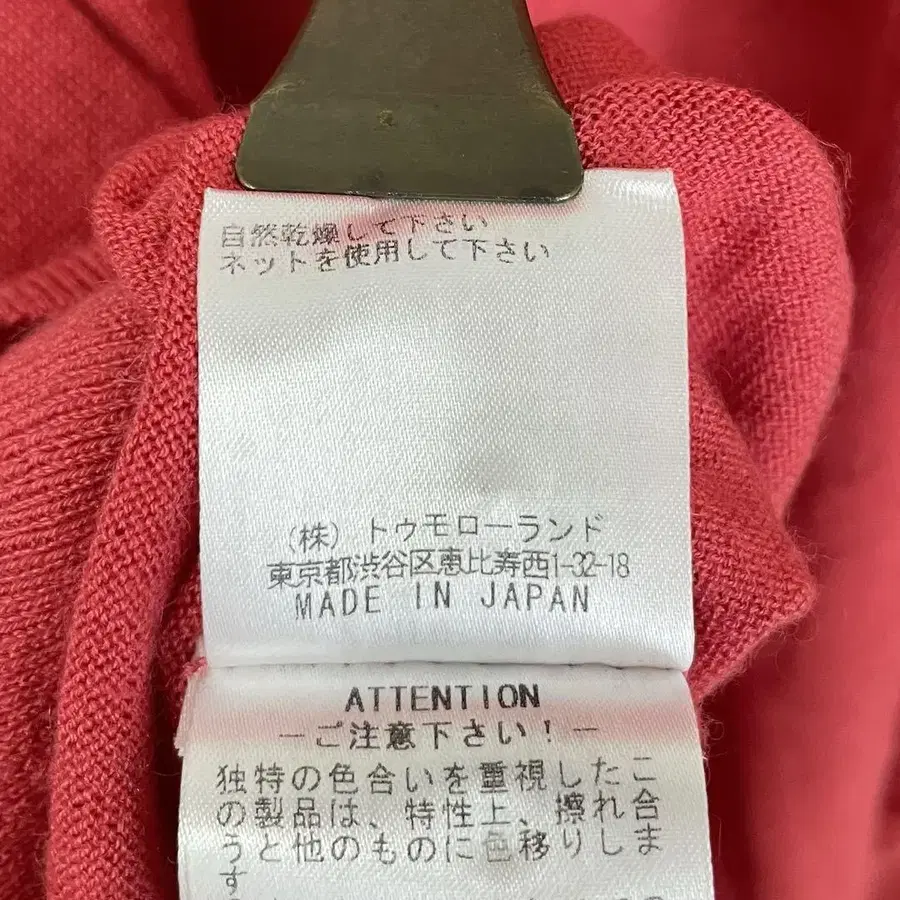 自然乾燥して下さい
ネットを使用して下さい
(株) トゥモローランド
東京都渋谷区恵比寿西1-32-18
MADE IN JAPAN
ATTENTION
－ご注意下さい!－
独特の色合いを重視したこ
の製品は、特性上、擦れ合
うと他のものに色移りしま
す